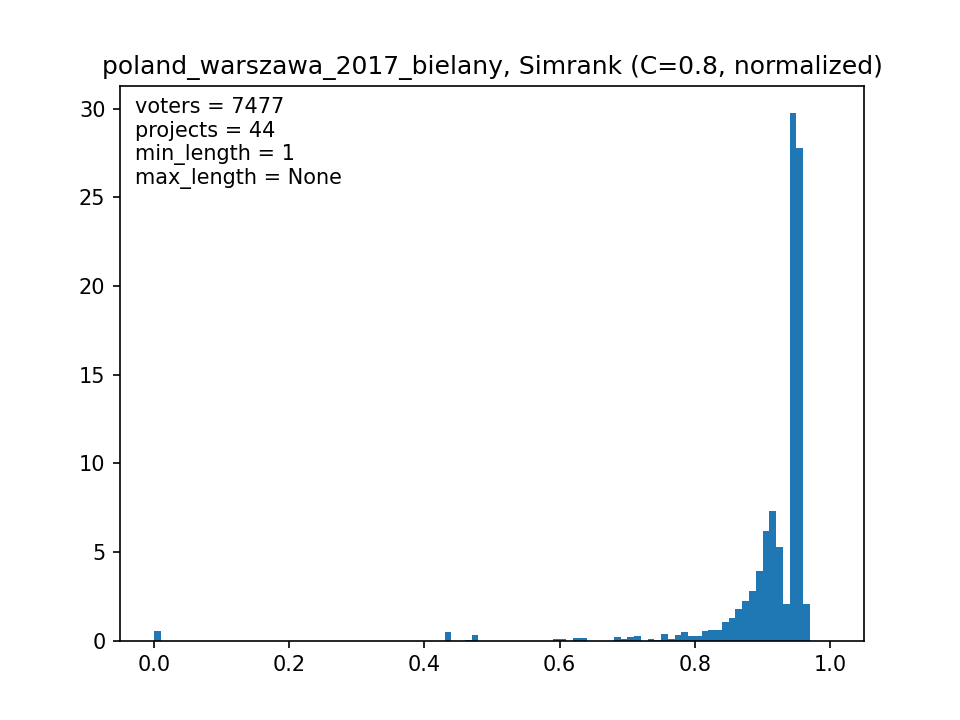 poland_warszawa_2017_bielany, Simrank (C=0.8, normalized)
voters = 7477
projects = 44
min_length = 1
max_length = None
30
25
20
15
10
5
0
0.0 0.2 0.4 0.6 0.8 1.0